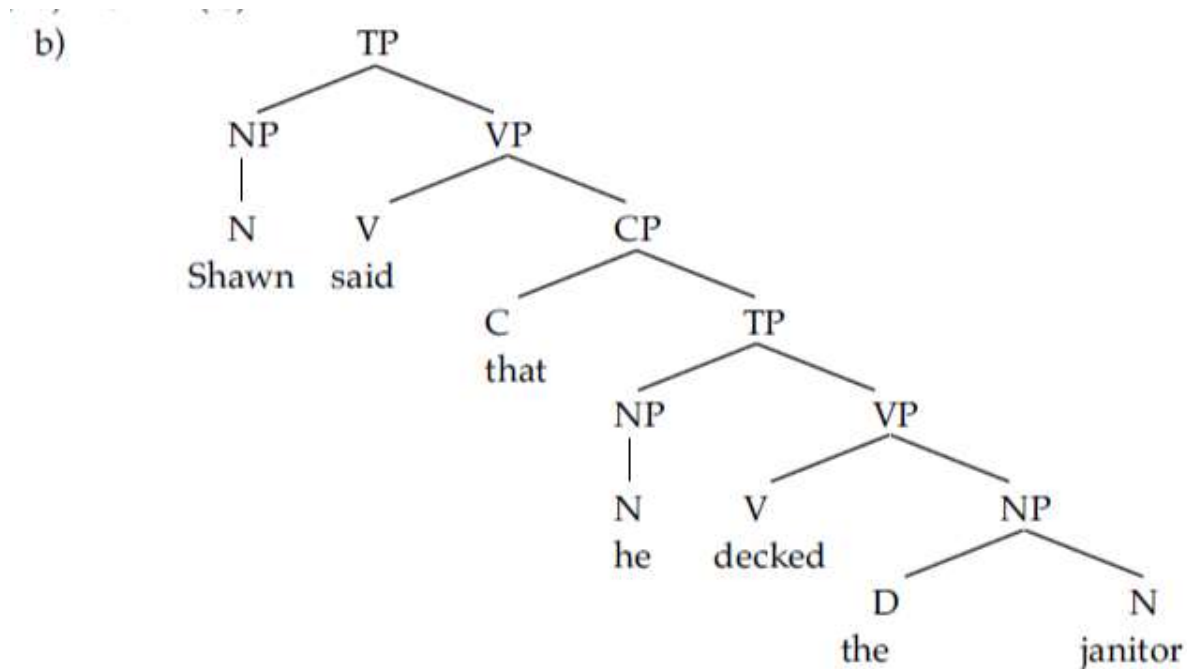 b) TP
NP VP
N V CP
Shawn said
C TP
that
NP VP
N V NP
he decked
D N
the janitor